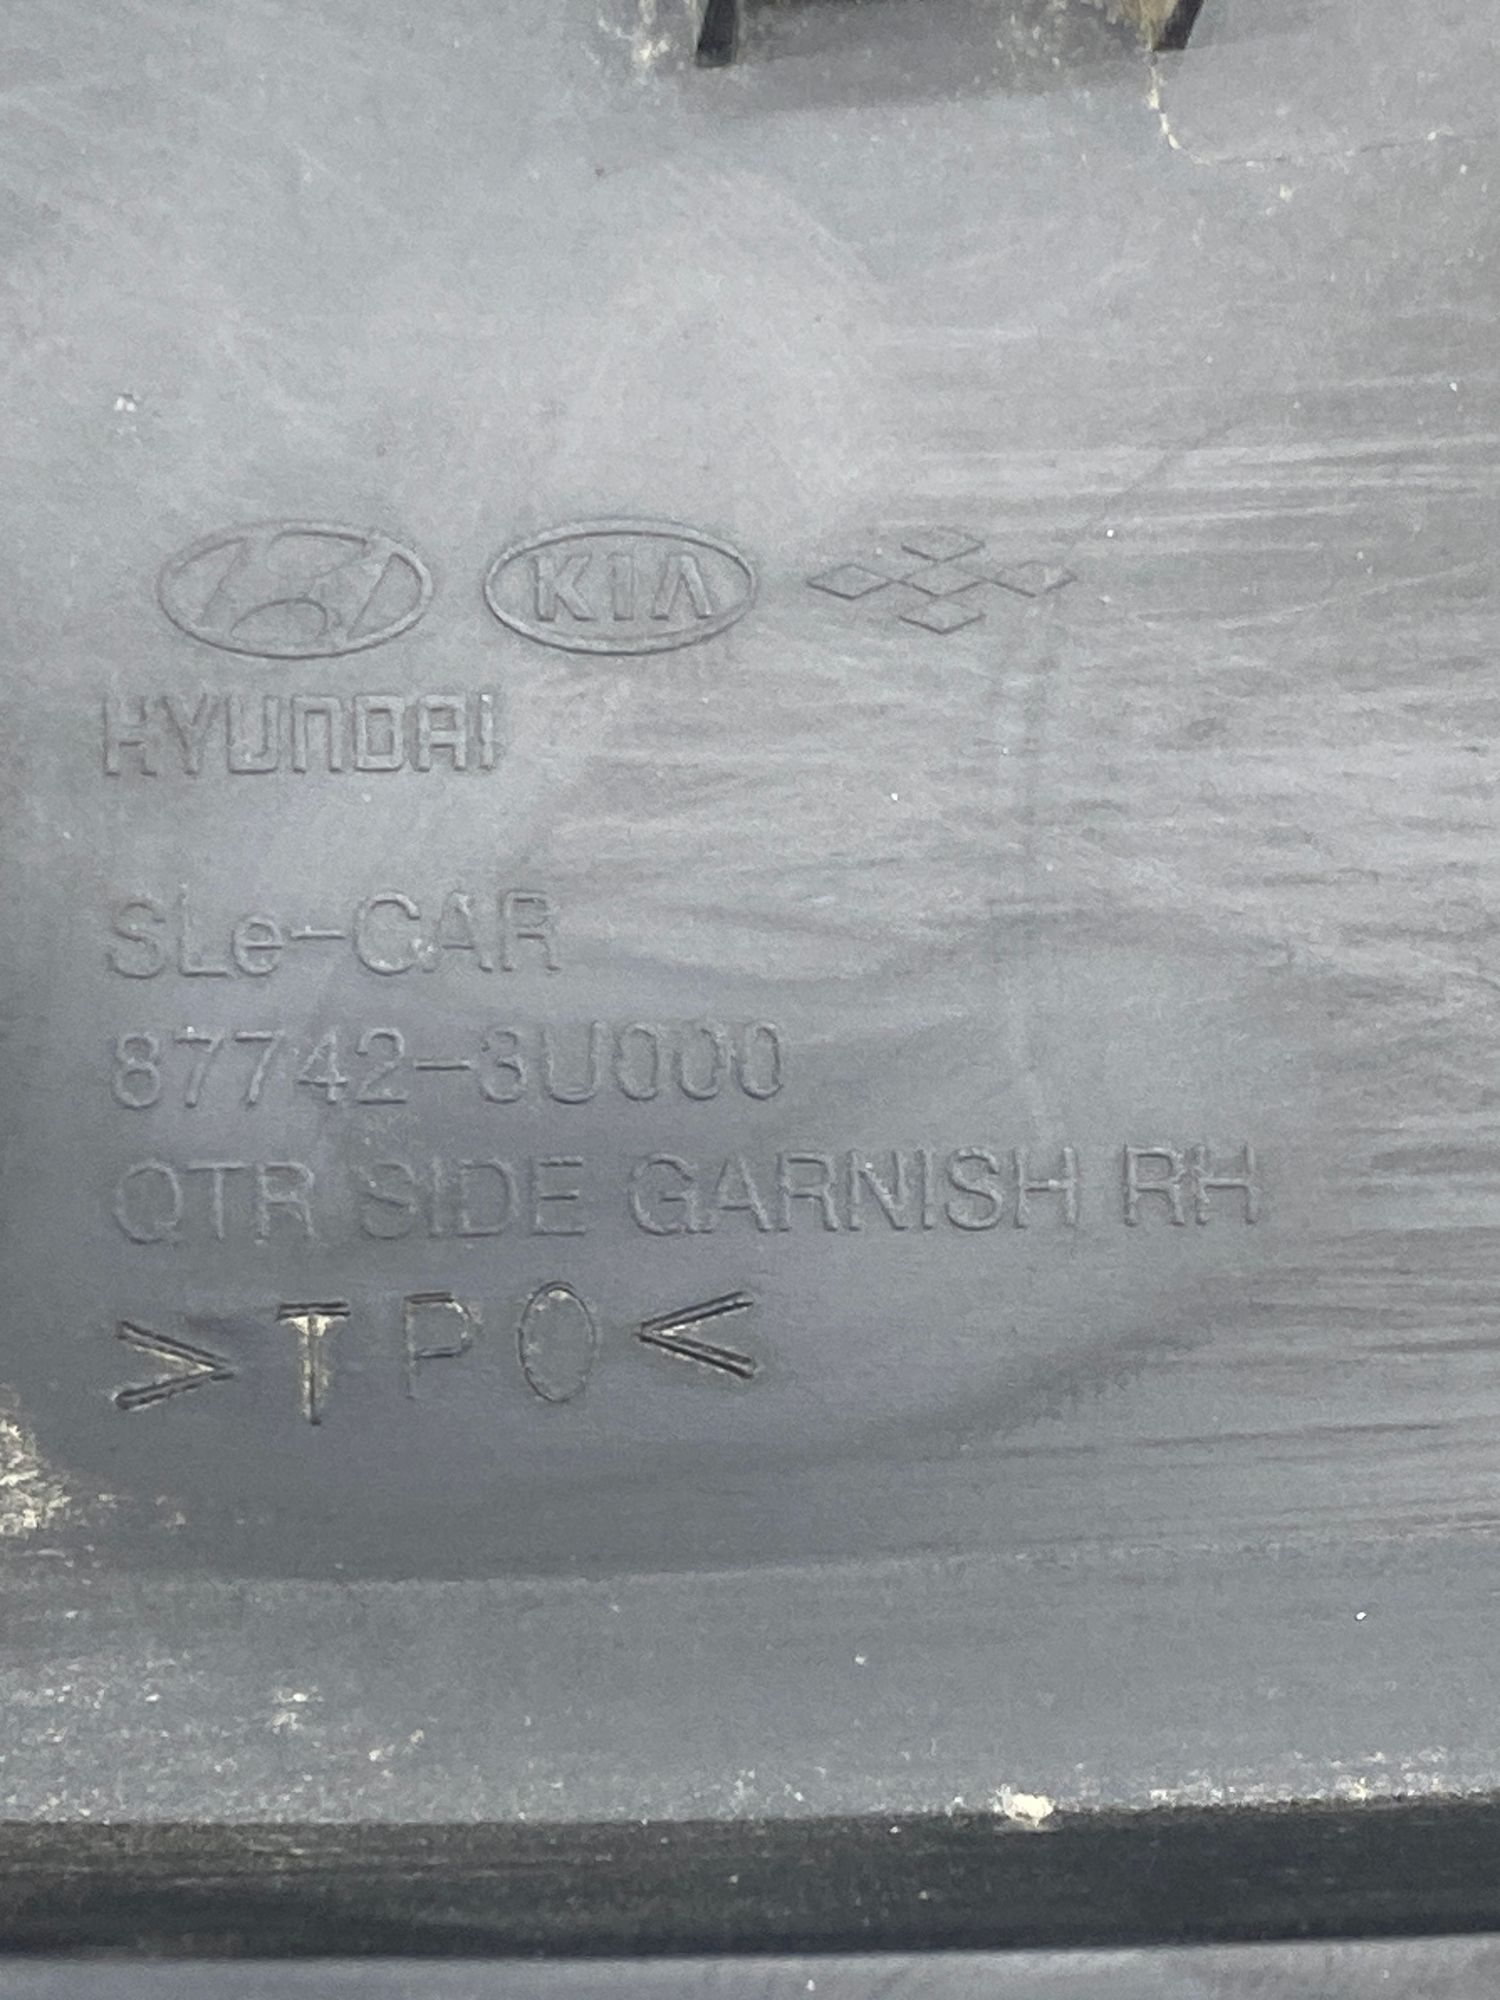 KIA
HYUNDAI
SLe-CAR
87742-3U000
QTR SIDE GARNISH RH
>TPO<